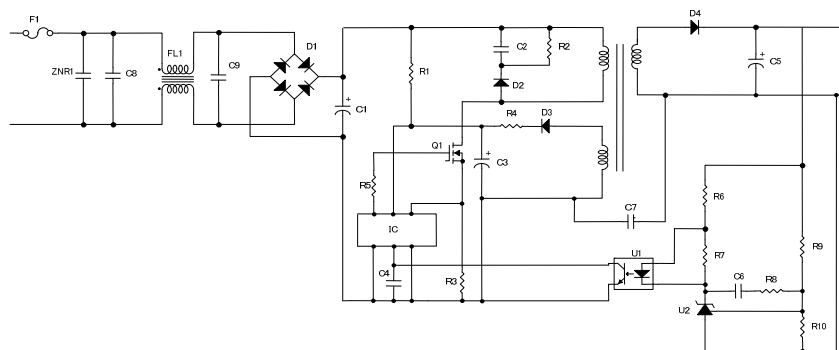 F1
D4
FL1
D1
C2
R2
ZNR1
C8
C9
R1
D2
C5
C1
R4
D3
Q1
C3
R5
R6
C7
IC
U1
R7
R9
C4
R3
C6
R8
U2
R10